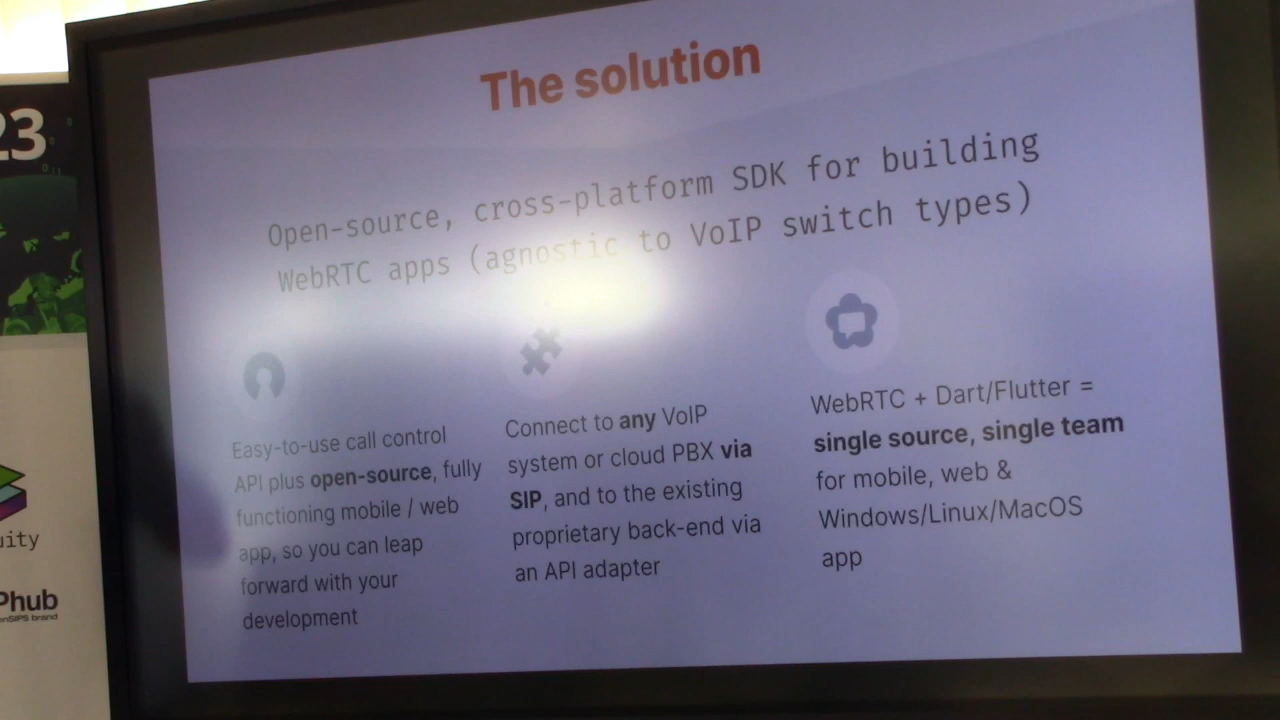 The solution
Open-source, cross-platform SDK for building
WebRTC apps (agnostic to VoIP switch types)
Easy-to-use call control
API plus open-source, fully
functioning mobile / web
app, so you can leap
forward with your
development
Connect to any VoIP
system or cloud PBX via
SIP, and to the existing
proprietary back-end via
an API adapter
WebRTC + Dart/Flutter =
single source, single team
for mobile, web &
Windows/Linux/MacOS
app
23
uity
Phub
enSIPS brand